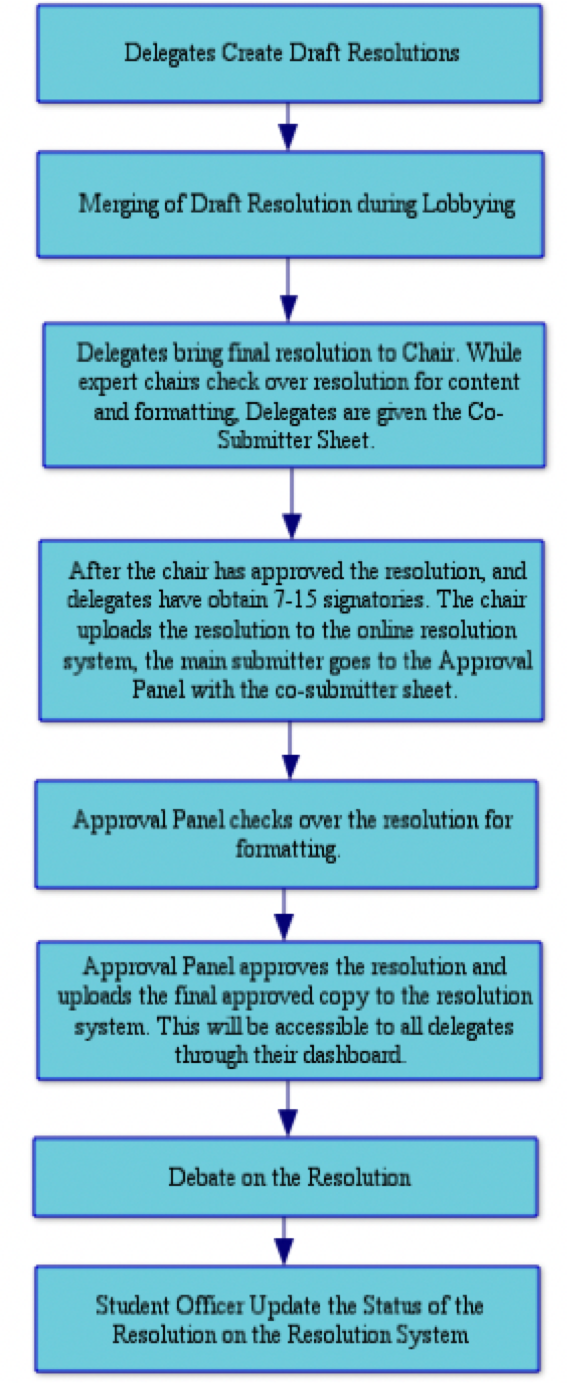 Delegates Create Draft Resolutions
Merging of Draft Resolution during Lobbying
Delegates bring final resolution to Chair. While
expert chairs check over resolution for content
and formatting, Delegates are given the Co-
Submitter Sheet.
After the chair has approved the resolution, and
delegates have obtain 7-15 signatories. The chair
uploads the resolution to the online resolution
system, the main submitter goes to the Approval
Panel with the co-submitter sheet.
Approval Panel checks over the resolution for
formatting.
Approval Panel approves the resolution and
uploads the final approved copy to the resolution
system. This will be accessible to all delegates
through their dashboard.
Debate on the Resolution
Student Officer Update the Status of the
Resolution on the Resolution System